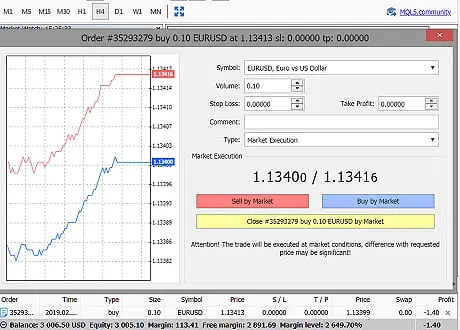 M1 M5 M15 M30 H1 H4 D1 W1 MN
MQL5.community
Order #35293279 buy 0.10 EURUSD at 1.13413 sl: 0.00000 tp: 0.00000
Symbol: EURUSD, Euro vs US Dollar
Volume: 0.10
Stop Loss: 0.00000 Take Profit: 0.00000
Comment:
Type: Market Execution
Market Execution
1.13400 / 1.13416
Sell by Market Buy by Market
Close #35293279 buy 0.10 EURUSD by Market
Attention! The trade will be executed at market conditions, difference with requested
price may be significant!
1.13417
1.13416
1.13414
1.13410
1.13407
1.13403
1.13400
1.13399
1.13396
1.13393
1.13389
1.13386
1.13382
Order Time Type Size Symbol Price S / L T / P Price Swap Profit
35293... 2019.02.... buy 0.10 EURUSD 1.13413 0.00000 0.00000 1.13399 0.00 -1.40
Balance: 3 006.50 USD Equity: 3 005.10 Margin: 113.41 Free margin: 2 891.69 Margin level: 2 649.70% -1.40